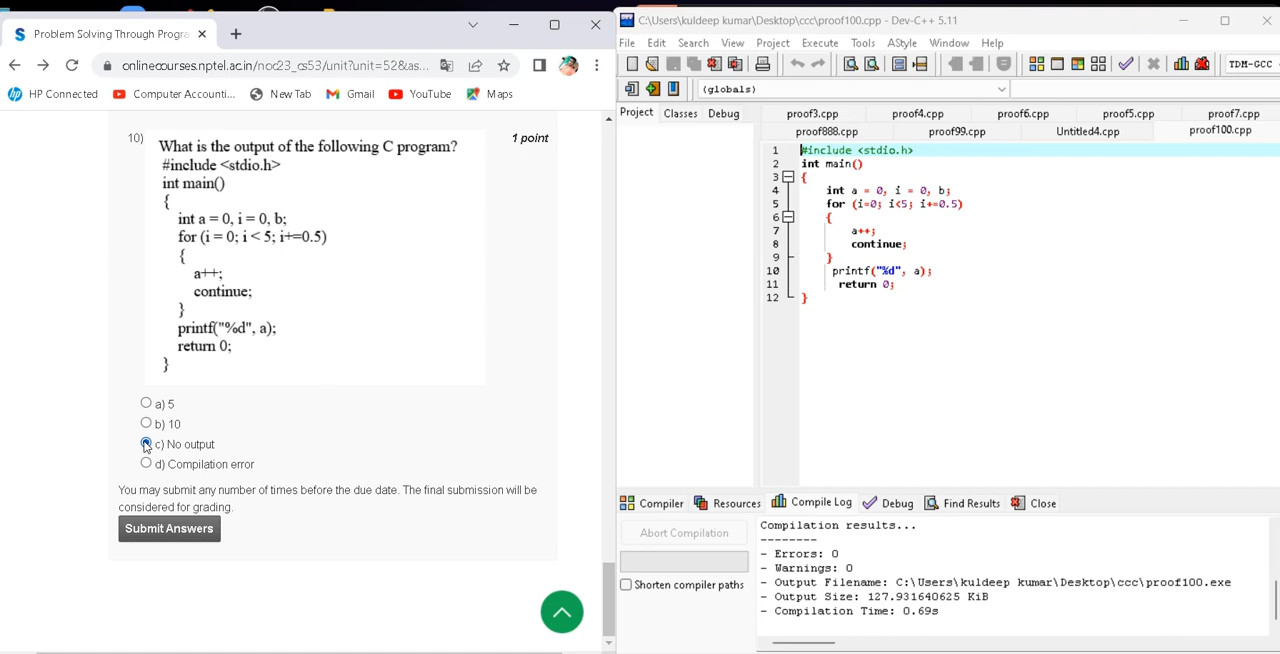 Problem Solving Through Progra
onlinecourses.nptel.ac.in/noc23_cs53/unit?unit=52&as...
HP Connected
Computer Accounti...
New Tab
Gmail
YouTube
Maps
10)
What is the output of the following C program?
1 point
#include <stdio.h>
int main()
{
int a = 0, i = 0, b;
for (i = 0; i < 5; i+=0.5)
{
a++;
continue;
}
printf("%d", a);
return 0;
}
a) 5
b) 10
c) No output
d) Compilation error
You may submit any number of times before the due date. The final submission will be
considered for grading.
Submit Answers
C:\Users\kuldeep kumar\Desktop\ccc\proof100.cpp - Dev-C++ 5.11
File Edit Search View Project Execute Tools AStyle Window Help
TDM-GCC
(globals)
Project Classes Debug
proof3.cpp proof4.cpp proof6.cpp proof5.cpp proof7.cpp
proof888.cpp proof99.cpp Untitled4.cpp proof100.cpp
1 #include <stdio.h>
2 int main()
3 {
4 int a = 0, i = 0, b;
5 for (i=0; i<5; i+=0.5)
6 {
7 a++;
8 continue;
9 }
10 printf("%d", a);
11 return 0;
12 }
Compiler Resources Compile Log Debug Find Results Close
Abort Compilation
Shorten compiler paths
Compilation results...
--------
- Errors: 0
- Warnings: 0
- Output Filename: C:\Users\kuldeep kumar\Desktop\ccc\proof100.exe
- Output Size: 127.931640625 KiB
- Compilation Time: 0.69s